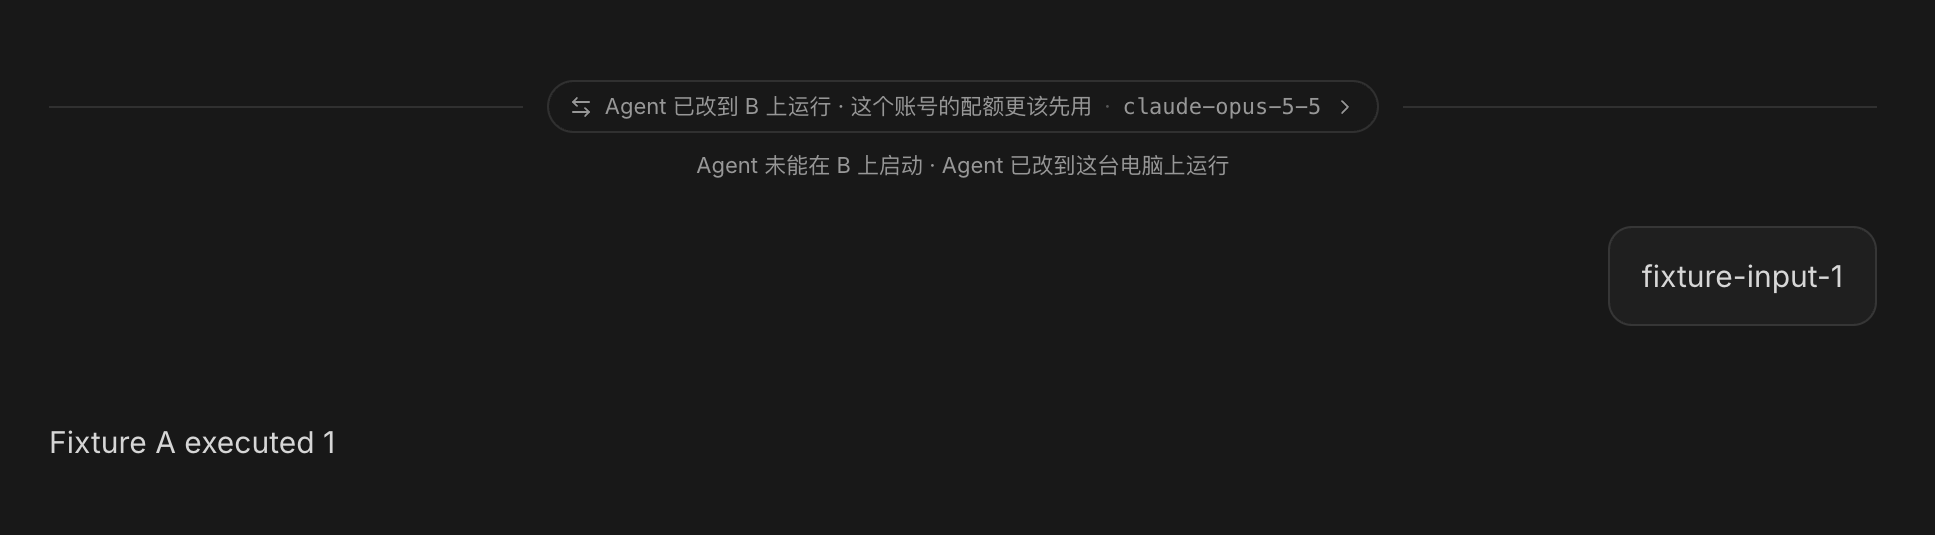 Agent 已改到 B 上运行 · 这个账号的配额更该先用 · claude-opus-5-5
Agent 未能在 B 上启动 · Agent 已改到这台电脑上运行
fixture-input-1
Fixture A executed 1